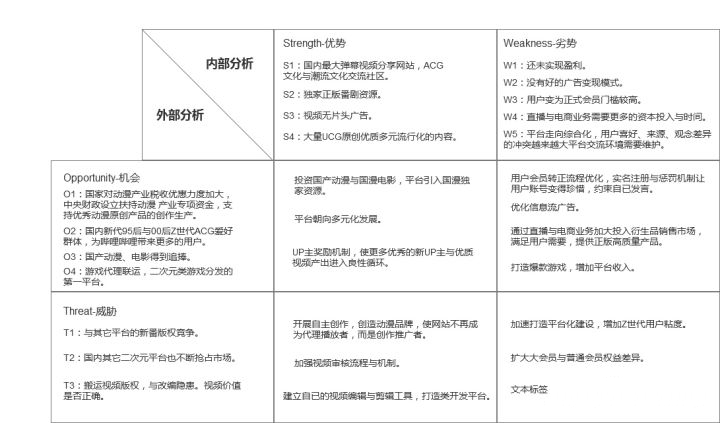 内部分析
外部分析
Strength-优势
S1：国内最大弹幕视频分享网站，ACG
文化与潮流文化交流社区。
S2：独家正版番剧资源。
S3：视频无片头广告。
S4：大量UCG原创优质多元流行化的内容。
Weakness-劣势
W1：还未实现盈利。
W2：没有好的广告变现模式。
W3：用户变为正式会员门槛较高。
W4：直播与电商业务需要更多的资本投入与时间。
W5：平台走向综合化，用户喜好、来源、观念差异
的冲突越来越大平台交流环境需要维护。
Opportunity-机会
O1：国家对动漫产业税收优惠力度加大，
中央财政设立扶持动漫 产业专项资金，支
持优秀动漫原创产品的创作生产。
O2：国内新代95后与00后Z世代ACG爱好
群体，为哔哩哔哩带来更多的用户。
O3：国产动漫、电影得到追捧。
O4：游戏代理联运，二次元类游戏分发的
第一平台。
投资国产动漫与国漫电影，平台引入国漫独
家资源。
平台朝向多元化发展。
UP主奖励机制，使更多优秀的新UP主与优质
视频产出进入良性循环。
用户会员转正流程优化，实名注册与惩罚机制让
用户账号变得珍惜，约束自已发言。
优化信息流广告。
通过直播与电商业务加大投入衍生品销售市场，
满足用户需要，提供正版高质量产品。
打造爆款游戏，增加平台收入。
Threat-威胁
T1：与其它平台的新番版权竞争。
T2：国内其它二次元平台也不断抢占市场。
T3：搬运视频版权，与改编隐患。视频价值
是否正确。
开展自主创作，创造动漫品牌，使网站不再成
为代理播放者，而是创作推广者。
加强视频审核流程与机制。
建立自已的视频编辑与剪辑工具，打造类开发平台。
加速打造平台化建设，增加Z世代用户粘度。
扩大大会员与普通会员权益差异。
文本标签